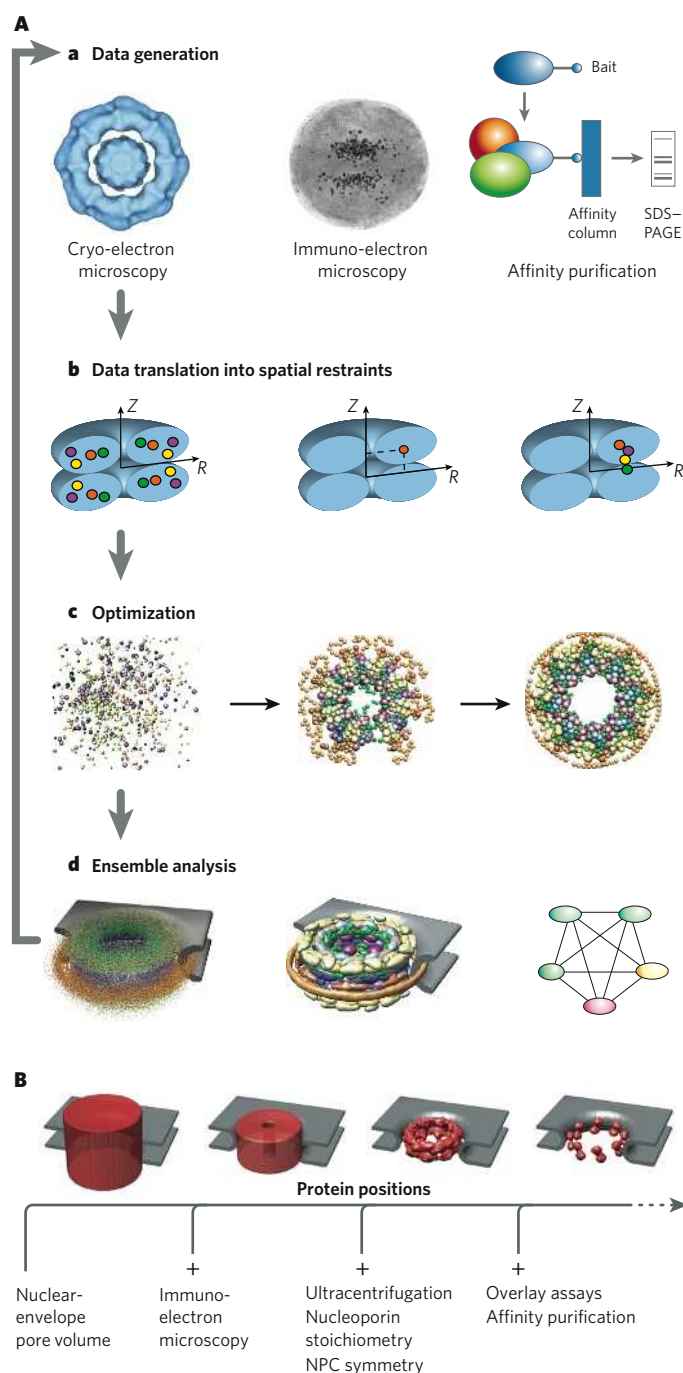 A
a Data generation
Bait
Affinity
column
SDS–
PAGE
Cryo-electron
microscopy
Immuno-electron
microscopy
Affinity purification
b Data translation into spatial restraints
Z
R
Z
R
Z
R
c Optimization
d Ensemble analysis
B
Protein positions
Nuclear-
envelope
pore volume
+
Immuno-
electron
microscopy
+
Ultracentrifugation
Nucleoporin
stoichiometry
NPC symmetry
+
Overlay assays
Affinity purification